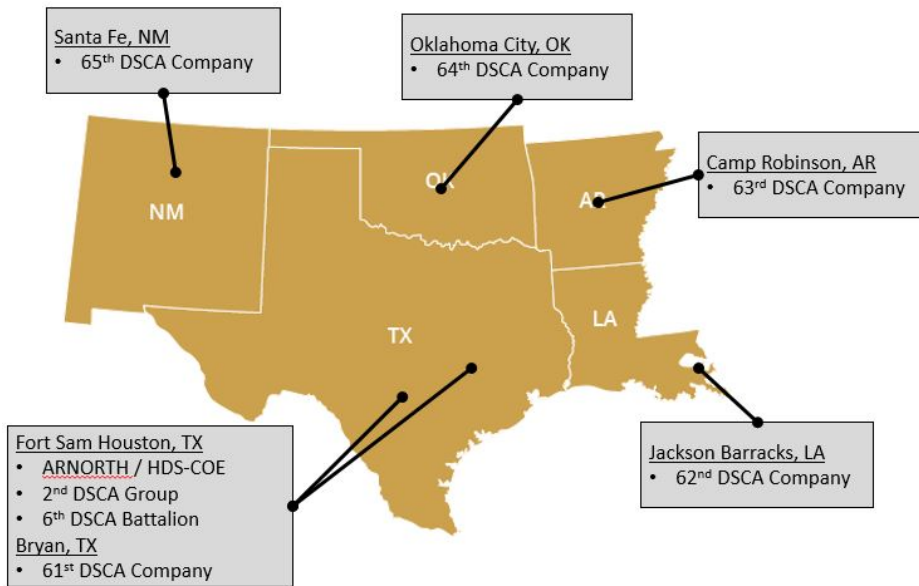 Santa Fe, NM
• 65th DSCA Company
Oklahoma City, OK
• 64th DSCA Company
Camp Robinson, AR
• 63rd DSCA Company
OK
AR
NM
LA
TX
Fort Sam Houston, TX
• ARNORTH / HDS-COE
• 2nd DSCA Group
• 6th DSCA Battalion
Bryan, TX
• 61st DSCA Company
Jackson Barracks, LA
• 62nd DSCA Company